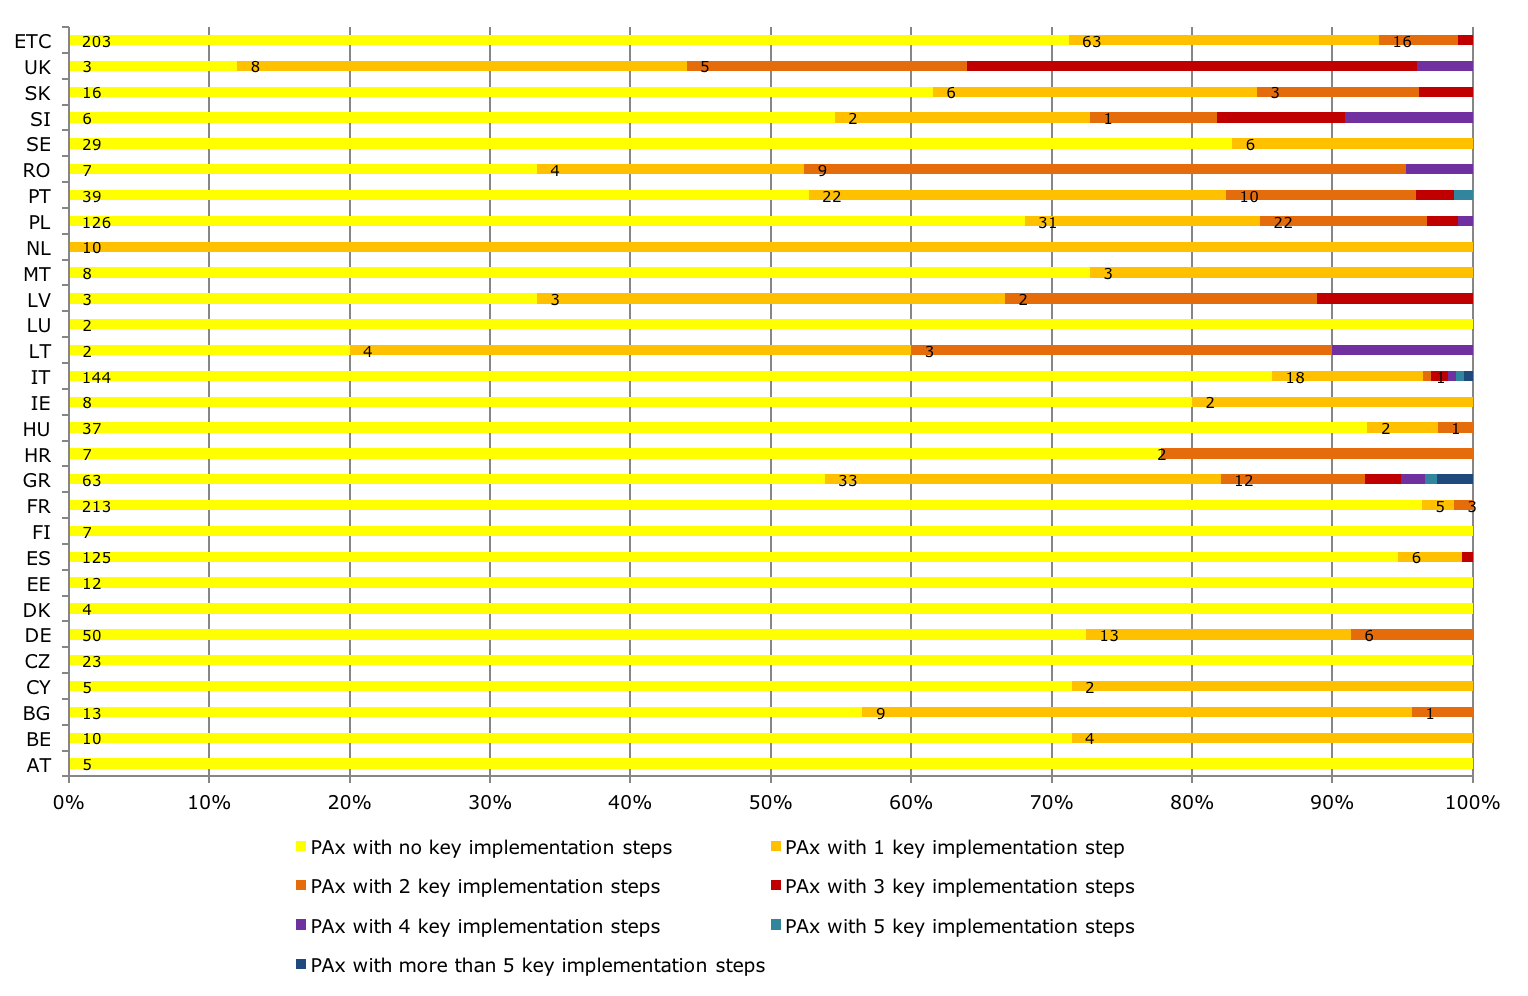 ETC 203 63 16
UK 3 8 5
SK 16 6 3
SI 6 2 1
SE 29 6
RO 7 4 9
PT 39 22 10
PL 126 31 22
NL 10
MT 8 3
LV 3 3 2
LU 2
LT 2 4 3
IT 144 18 1
IE 8 2
HU 37 2 1
HR 7 2
GR 63 33 12
FR 213 5 3
FI 7
ES 125 6
EE 12
DK 4
DE 50 13 6
CZ 23
CY 5 2
BG 13 9 1
BE 10 4
AT 5
0% 10% 20% 30% 40% 50% 60% 70% 80% 90% 100%
PAx with no key implementation steps PAx with 1 key implementation step
PAx with 2 key implementation steps PAx with 3 key implementation steps
PAx with 4 key implementation steps PAx with 5 key implementation steps
PAx with more than 5 key implementation steps